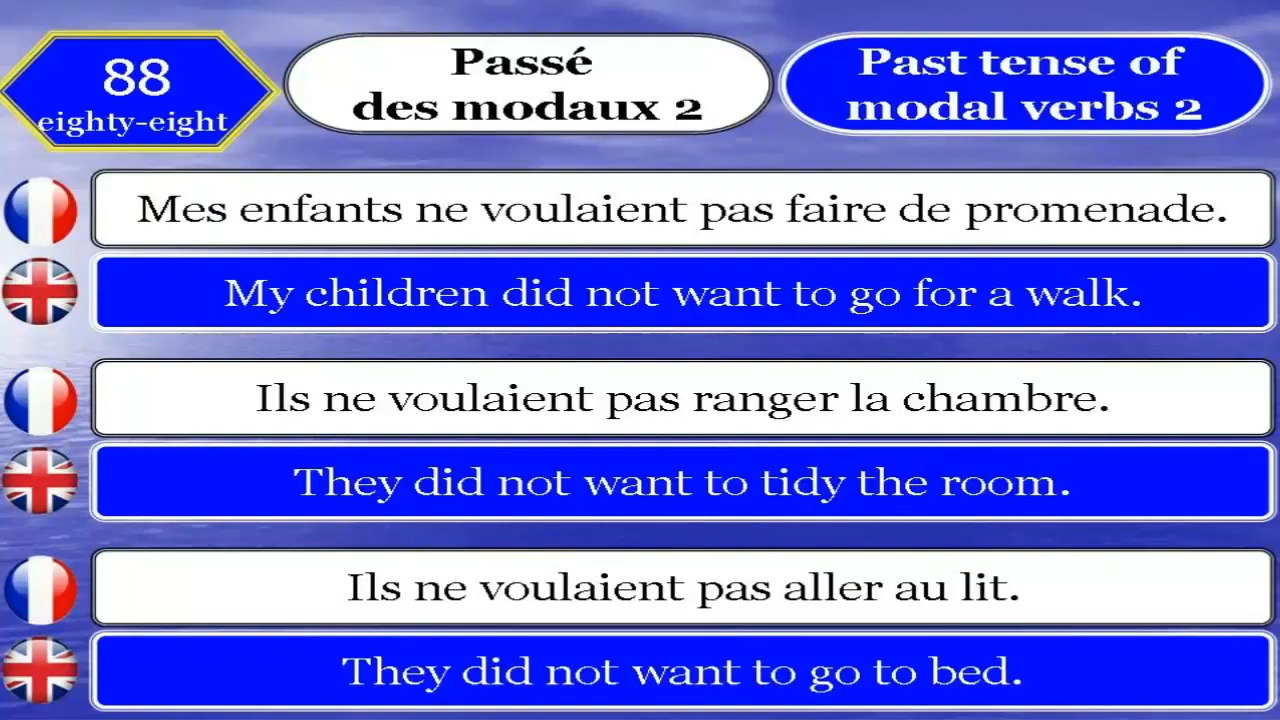 88
eighty-eight
Passé
des modaux 2
Past tense of
modal verbs 2
Mes enfants ne voulaient pas faire de promenade.
My children did not want to go for a walk.
Ils ne voulaient pas ranger la chambre.
They did not want to tidy the room.
Ils ne voulaient pas aller au lit.
They did not want to go to bed.